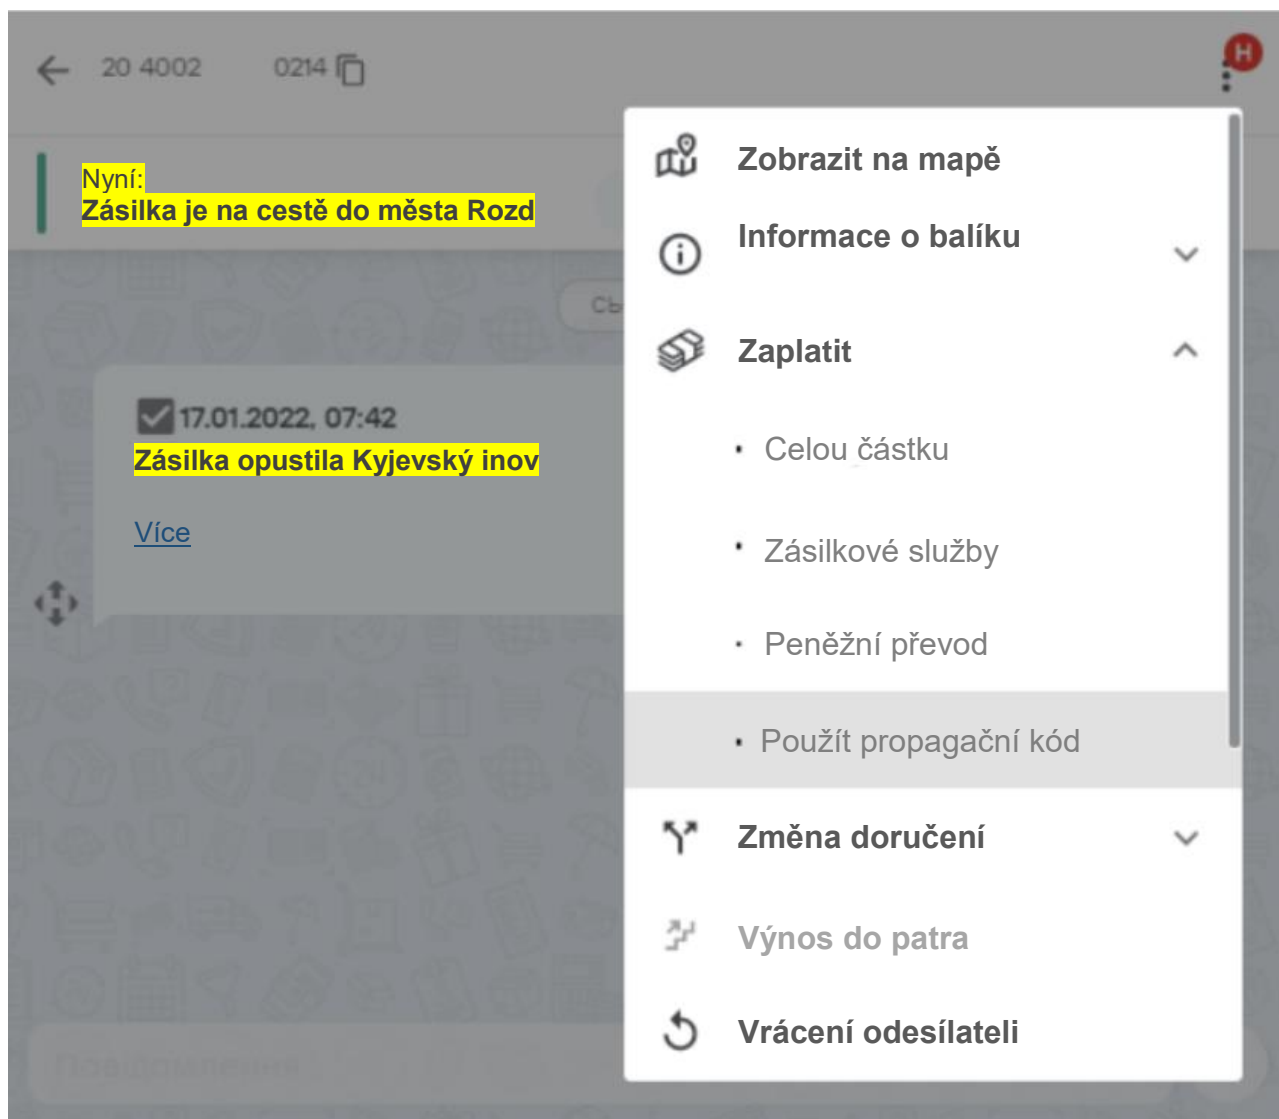 20 4002 0214
H
Nyní:
Zásilka je na cestě do města Rozd
Zobrazit na mapě
Informace o balíku
Zaplatit
• Celou částku
• Zásilkové služby
• Peněžní převod
• Použít propagační kód
Změna doručení
Výnos do patra
Vrácení odesílateli
17.01.2022, 07:42
Zásilka opustila Kyjevský inov
Více
Повідомлення